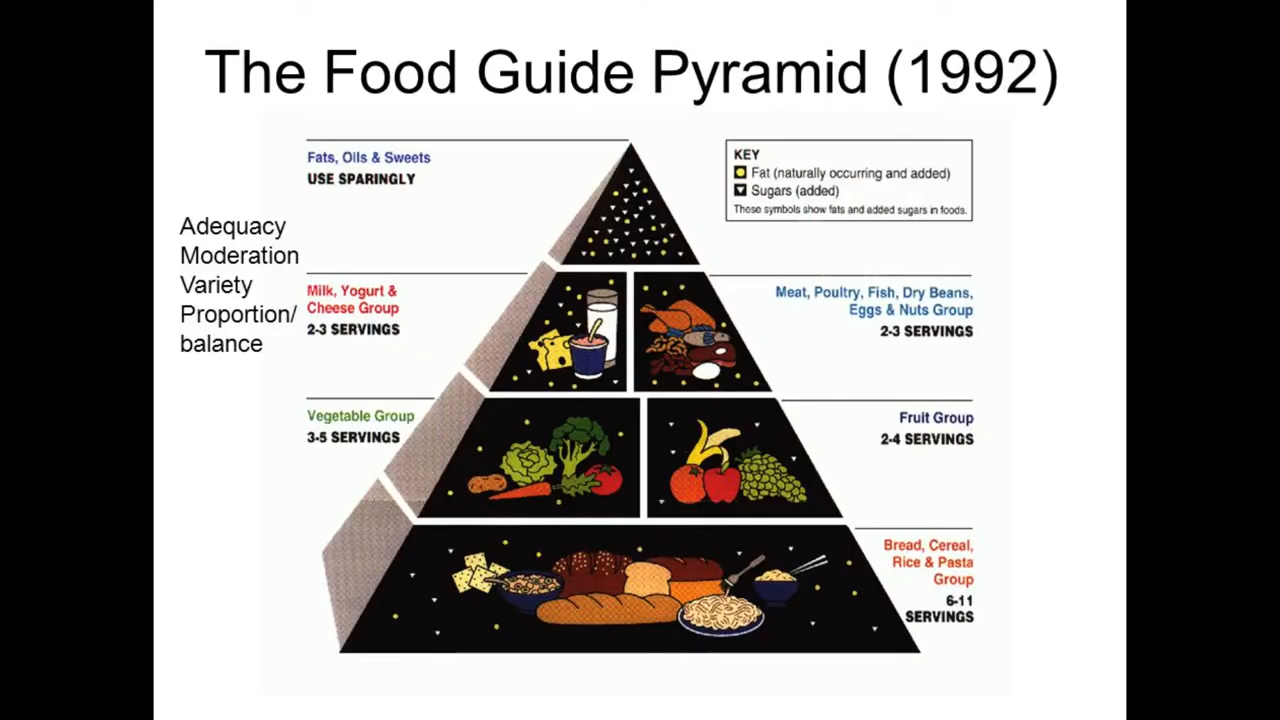 The Food Guide Pyramid (1992)
Fats, Oils & Sweets
USE SPARINGLY
KEY
Fat (naturally occurring and added)
Sugars (added)
These symbols show fats and added sugars in foods.
Adequacy
Moderation
Variety
Proportion/
balance
Milk, Yogurt &
Cheese Group
2-3 SERVINGS
Meat, Poultry, Fish, Dry Beans,
Eggs & Nuts Group
2-3 SERVINGS
Vegetable Group
3-5 SERVINGS
Fruit Group
2-4 SERVINGS
Bread, Cereal,
Rice & Pasta
Group
6-11
SERVINGS